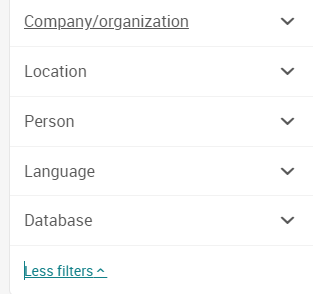 Company/organization
Location
Person
Language
Database
Less filters